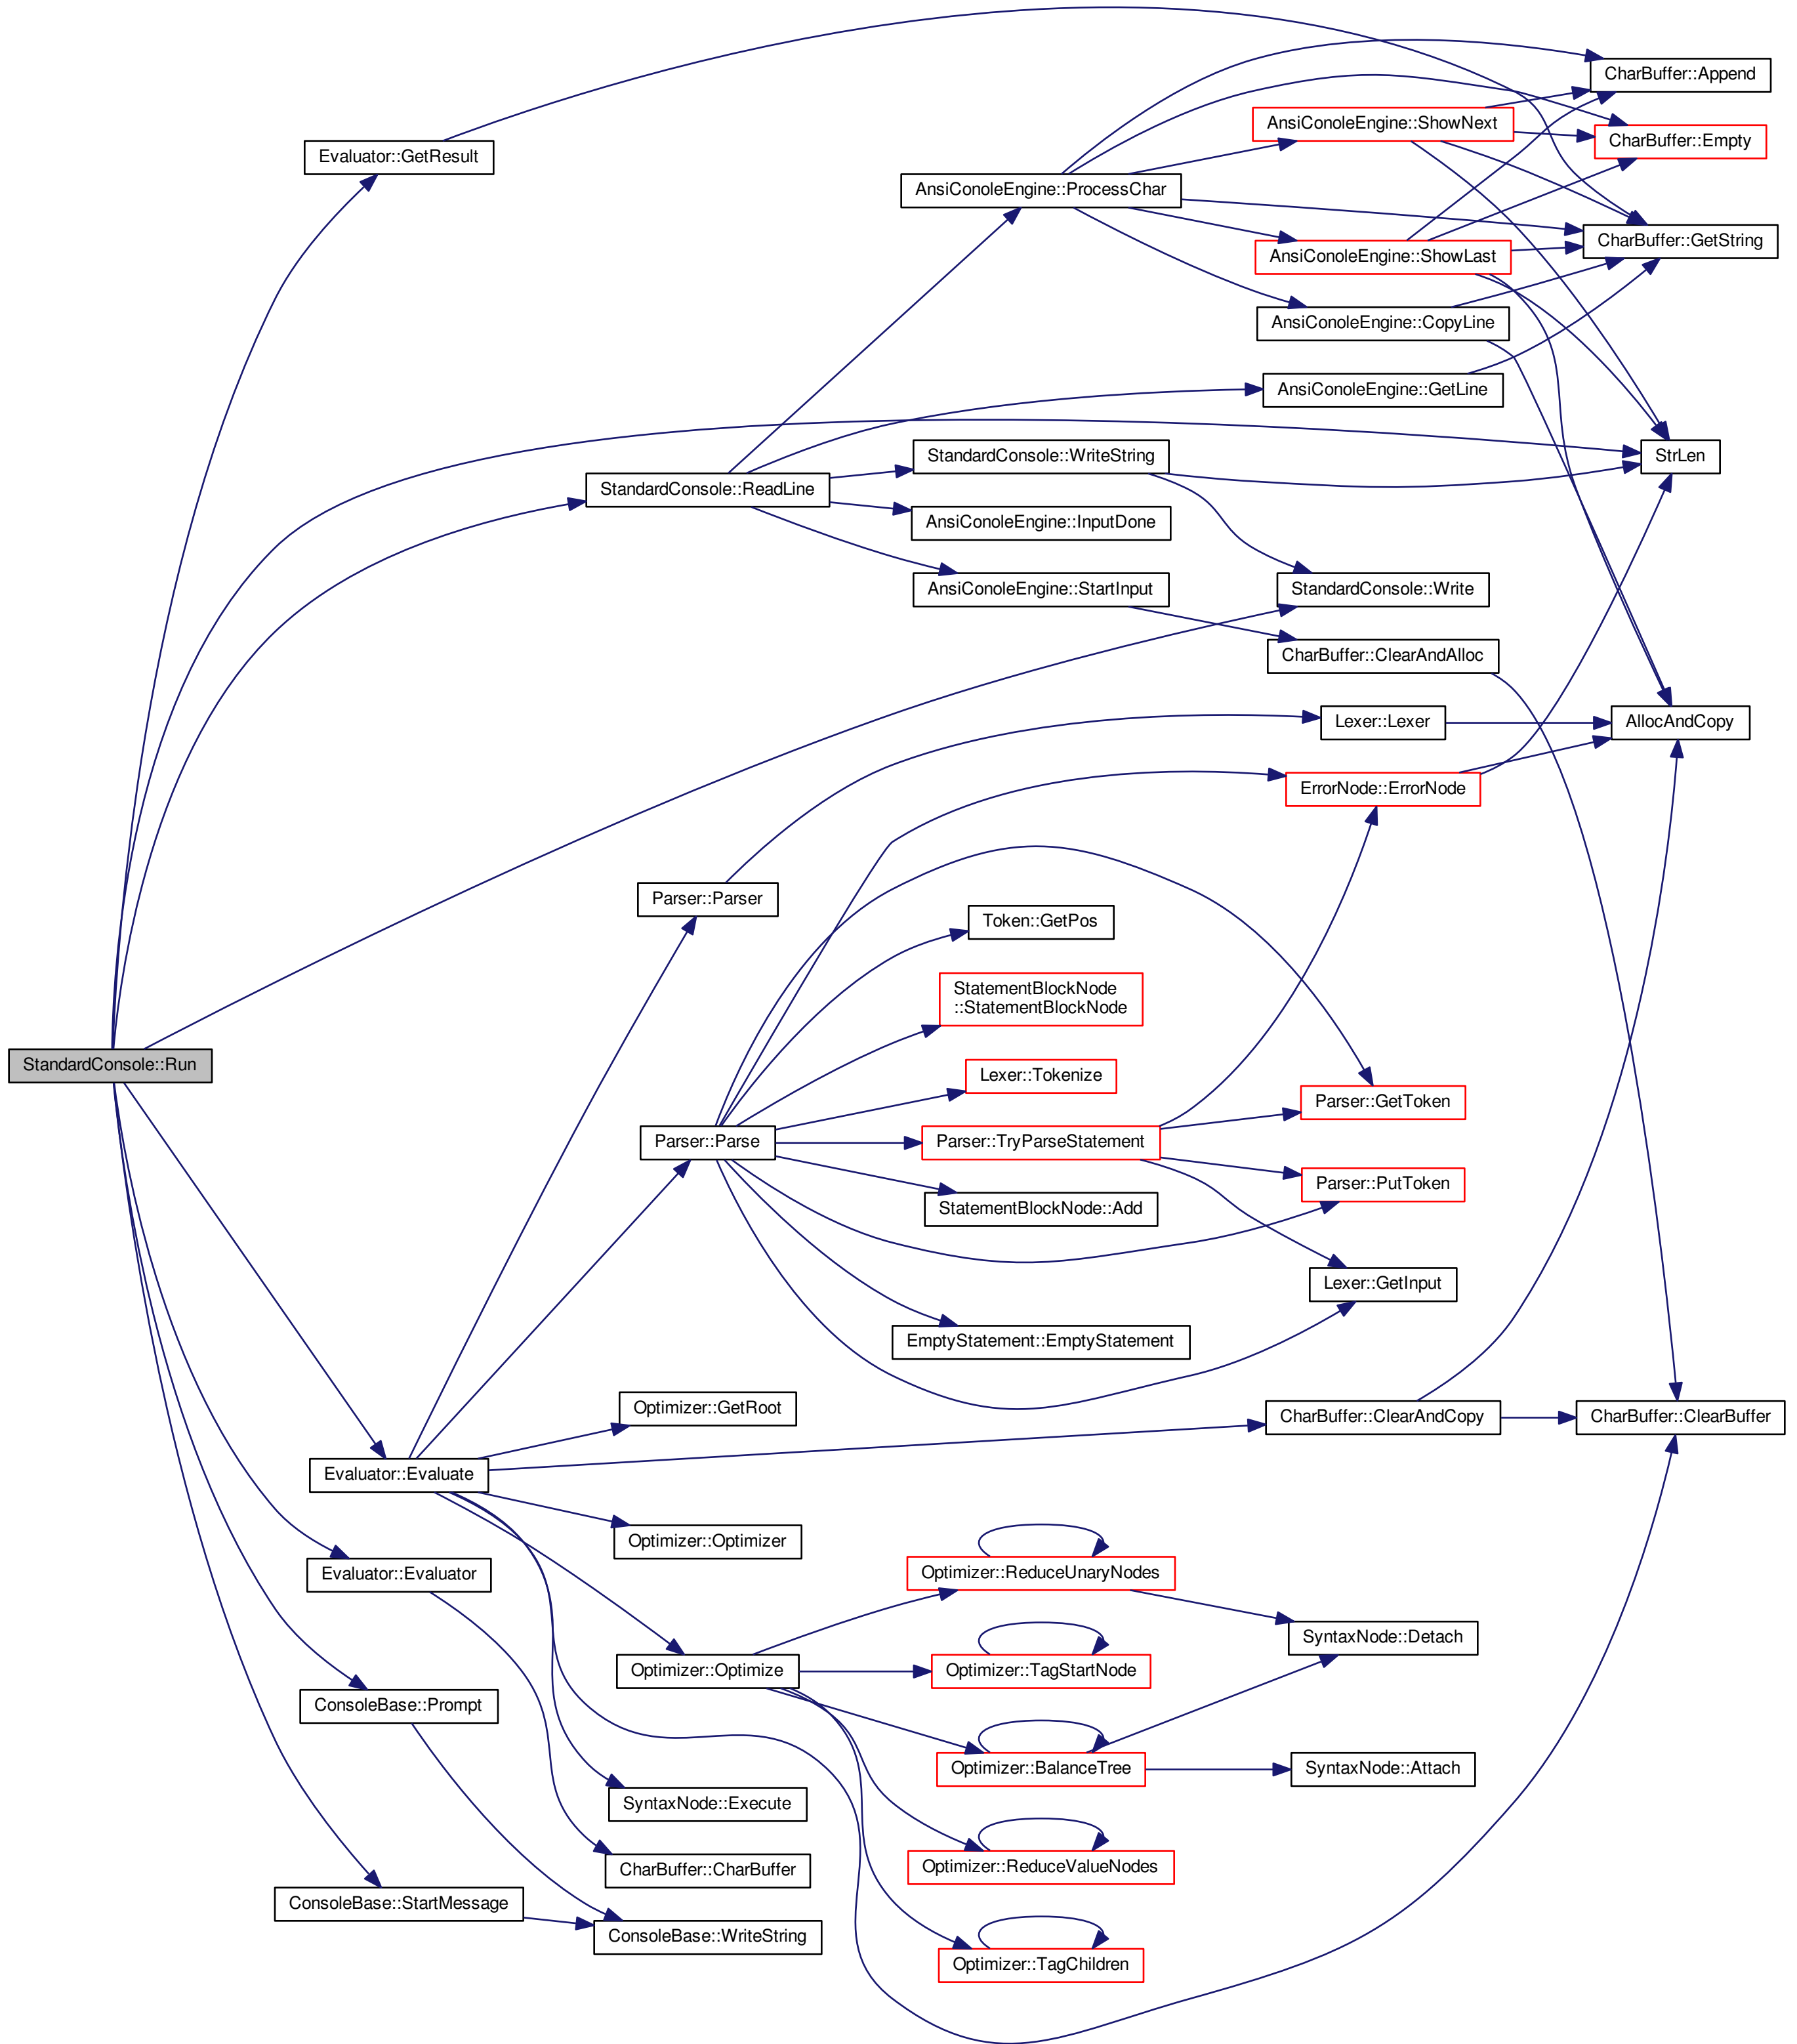 CharBuffer::Append
AnsiConoleEngine::ShowNext
CharBuffer::Empty
Evaluator::GetResult
AnsiConoleEngine::ProcessChar
CharBuffer::GetString
AnsiConoleEngine::ShowLast
AnsiConoleEngine::CopyLine
AnsiConoleEngine::GetLine
StandardConsole::WriteString
StrLen
StandardConsole::ReadLine
AnsiConoleEngine::InputDone
AnsiConoleEngine::StartInput
StandardConsole::Write
CharBuffer::ClearAndAlloc
Lexer::Lexer
AllocAndCopy
ErrorNode::ErrorNode
Parser::Parser
Token::GetPos
StatementBlockNode
::StatementBlockNode
StandardConsole::Run
Lexer::Tokenize
Parser::GetToken
Parser::Parse
Parser::TryParseStatement
Parser::PutToken
StatementBlockNode::Add
Lexer::GetInput
EmptyStatement::EmptyStatement
Optimizer::GetRoot
CharBuffer::ClearAndCopy
CharBuffer::ClearBuffer
Evaluator::Evaluate
Optimizer::Optimizer
Evaluator::Evaluator
Optimizer::ReduceUnaryNodes
SyntaxNode::Detach
Optimizer::Optimize
Optimizer::TagStartNode
ConsoleBase::Prompt
Optimizer::BalanceTree
SyntaxNode::Attach
SyntaxNode::Execute
CharBuffer::CharBuffer
Optimizer::ReduceValueNodes
ConsoleBase::StartMessage
ConsoleBase::WriteString
Optimizer::TagChildren